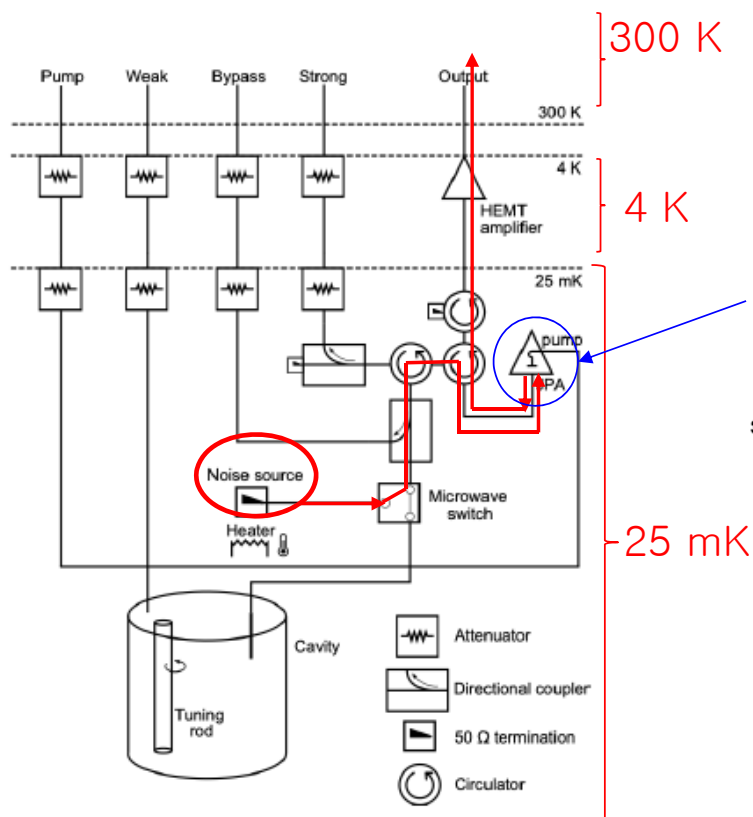 300 K
Pump Weak Bypass Strong Output
300 K
4 K
HEMT
amplifier
4 K
25 mK
pump
PA
s
Noise source
Microwave
switch
Heater
25 mK
Cavity
Attenuator
Directional coupler
Tuning
rod
50 Ω termination
Circulator